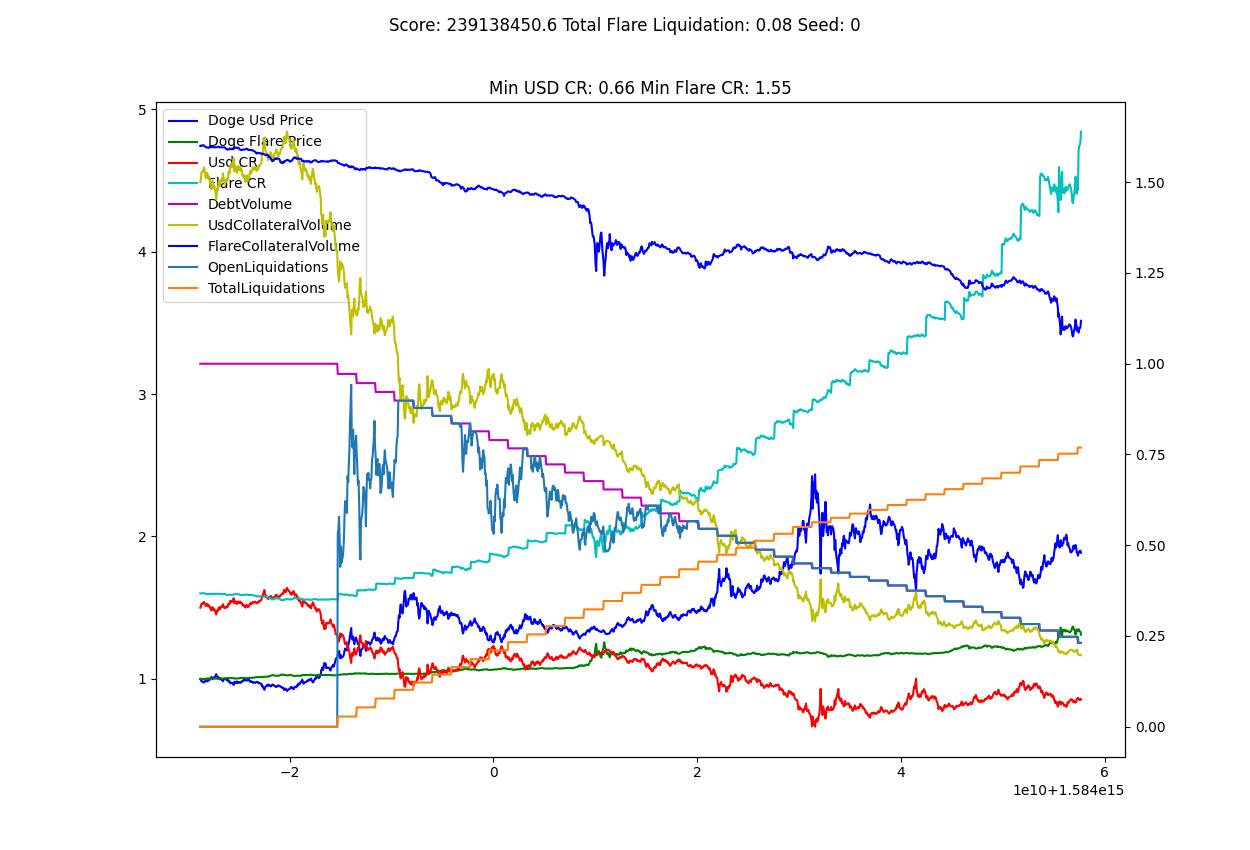 Score: 239138450.6 Total Flare Liquidation: 0.08 Seed: 0
Min USD CR: 0.66 Min Flare CR: 1.55
5
4
3
2
1
Doge Usd Price
Doge Flare Price
Usd CR
Flare CR
DebtVolume
UsdCollateralVolume
FlareCollateralVolume
OpenLiquidations
TotalLiquidations
1.50
1.25
1.00
0.75
0.50
0.25
0.00
−2 0 2 4 6
1e10+1.584e15